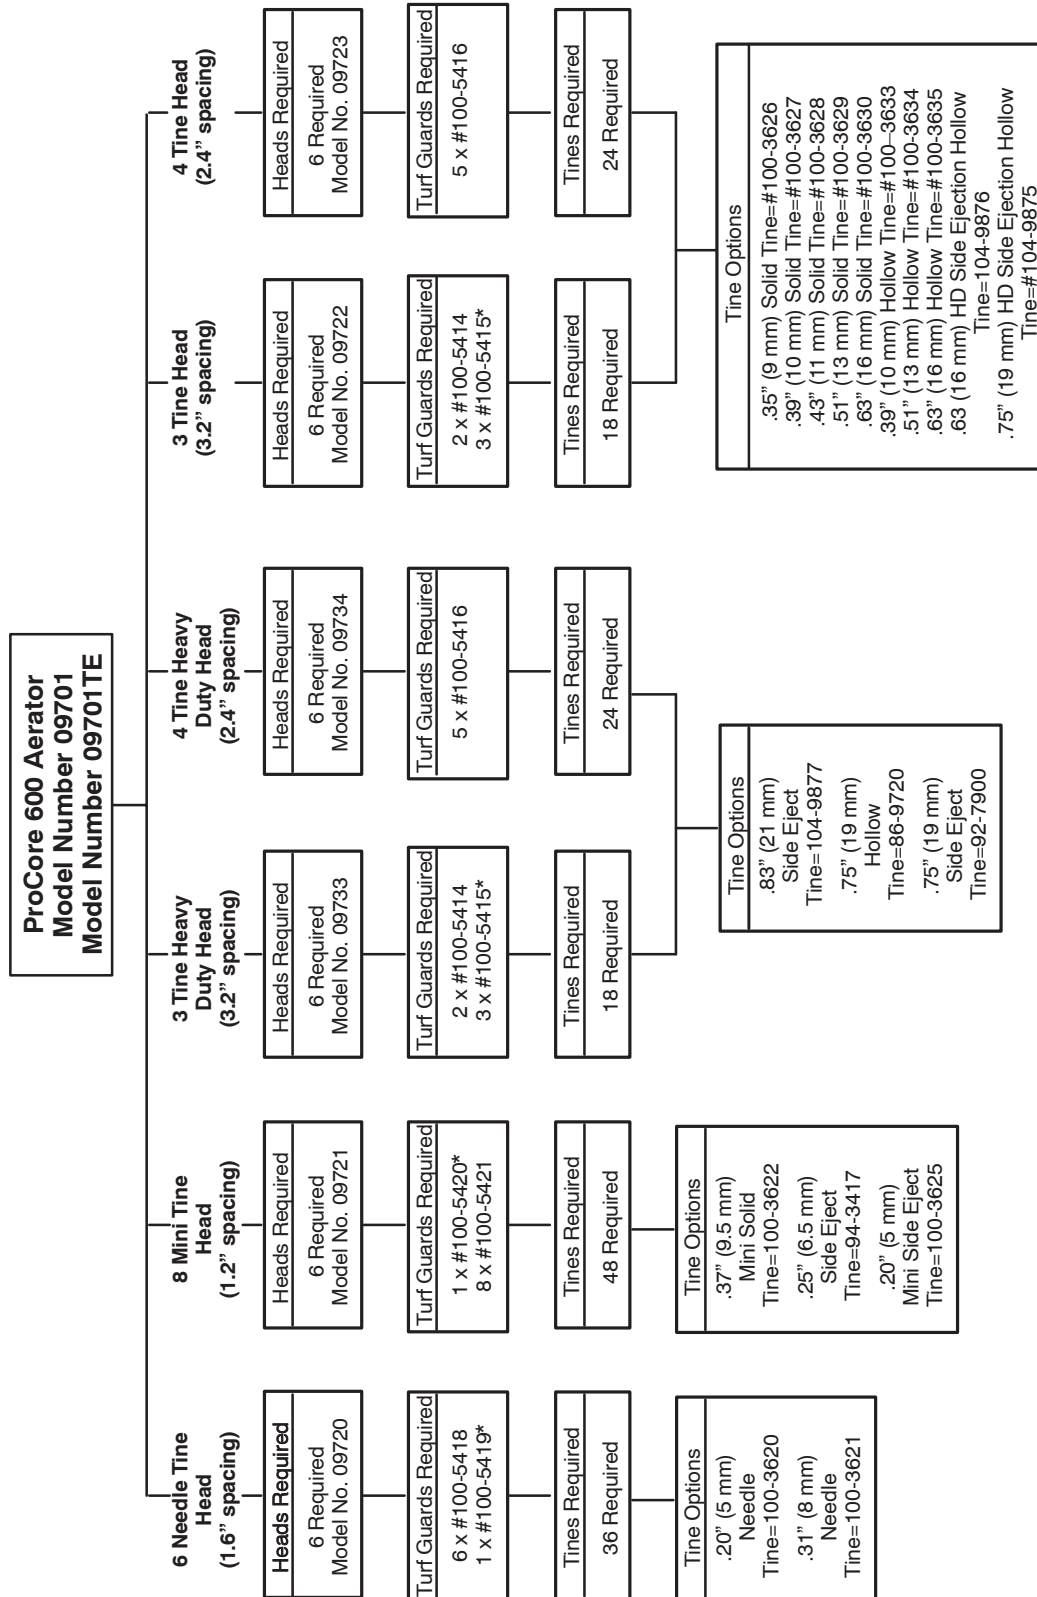 ProCore 600 Aerator
Model Number 09701
Model Number 09701TE
6 Needle Tine
Head
(1.6” spacing)
Heads Required
6 Required
Model No. 09720
Turf Guards Required
6 x #100-5418
1 x #100-5419*
Tines Required
36 Required
Tine Options
.20” (5 mm)
Needle
Tine=100-3620
.31” (8 mm)
Needle
Tine=100-3621
8 Mini Tine
Head
(1.2” spacing)
Heads Required
6 Required
Model No. 09721
Turf Guards Required
1 x #100-5420*
8 x #100-5421
Tines Required
48 Required
Tine Options
.37” (9.5 mm)
Mini Solid
Tine=100-3622
.25” (6.5 mm)
Side Eject
Tine=94-3417
.20” (5 mm)
Mini Side Eject
Tine=100-3625
3 Tine Heavy
Duty Head
(3.2” spacing)
Heads Required
6 Required
Model No. 09733
Turf Guards Required
2 x #100-5414
3 x #100-5415*
Tines Required
18 Required
4 Tine Heavy
Duty Head
(2.4” spacing)
Heads Required
6 Required
Model No. 09734
Turf Guards Required
5 x #100-5416
Tines Required
24 Required
Tine Options
.83” (21 mm)
Side Eject
Tine=104-9877
.75” (19 mm)
Hollow
Tine=86-9720
.75” (19 mm)
Side Eject
Tine=92-7900
3 Tine Head
(3.2” spacing)
Heads Required
6 Required
Model No. 09722
Turf Guards Required
2 x #100-5414
3 x #100-5415*
Tines Required
18 Required
4 Tine Head
(2.4” spacing)
Heads Required
6 Required
Model No. 09723
Turf Guards Required
5 x #100-5416
Tines Required
24 Required
Tine Options
.35” (9 mm) Solid Tine=#100-3626
.39” (10 mm) Solid Tine=#100-3627
.43” (11 mm) Solid Tine=#100-3628
.51” (13 mm) Solid Tine=#100-3629
.63” (16 mm) Solid Tine=#100-3630
.39” (10 mm) Hollow Tine=#100–3633
.51” (13 mm) Hollow Tine=#100-3634
.63” (16 mm) Hollow Tine=#100-3635
.63 (16 mm) HD Side Ejection Hollow
Tine=104-9876
.75” (19 mm) HD Side Ejection Hollow
Tine=#104-9875